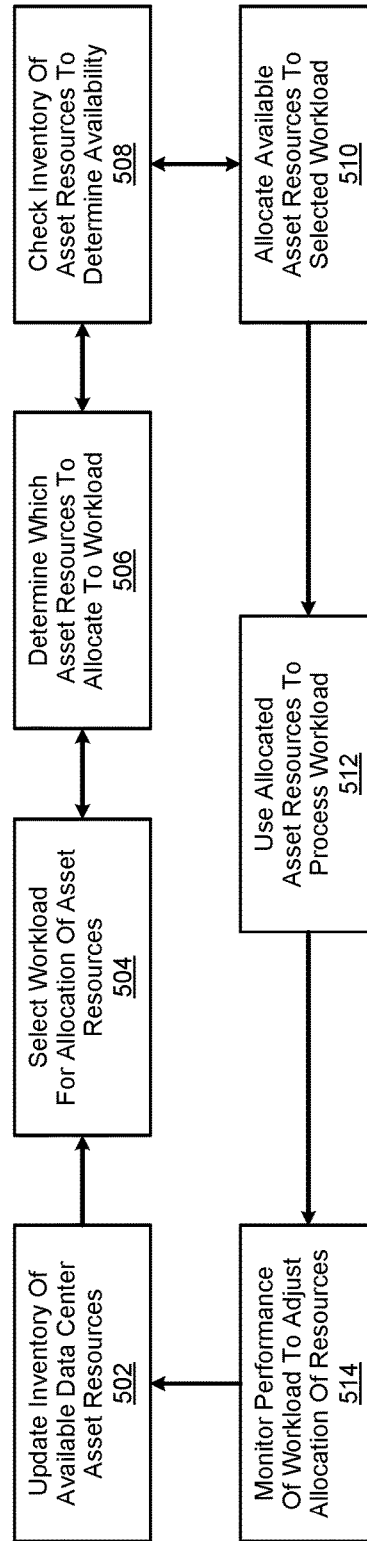 Update Inventory Of
Available Data Center
Asset Resources
502
Select Workload
For Allocation Of Asset
Resources
504
Determine Which
Asset Resources To
Allocate To Workload
506
Check Inventory Of
Asset Resources To
Determine Availability
508
Allocate Available
Asset Resources To
Selected Workload
510
Use Allocated
Asset Resources To
Process Workload
512
Monitor Performance
Of Workload To Adjust
Allocation Of Resources
514